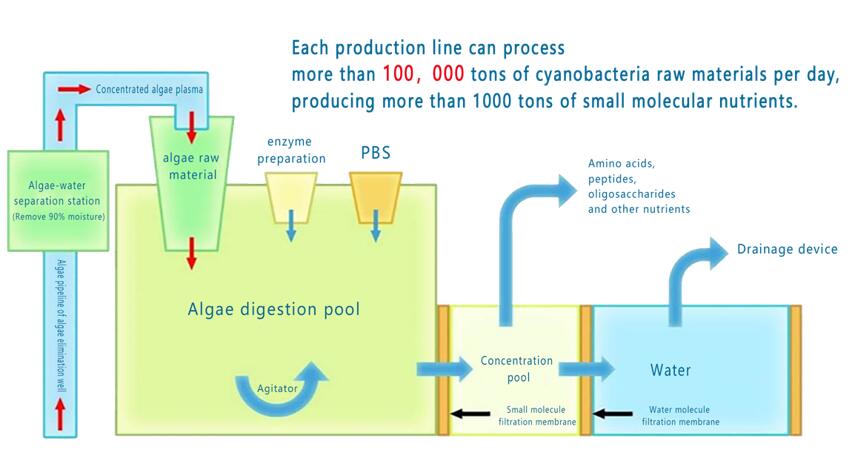 Each production line can process
more than 100, 000 tons of cyanobacteria raw materials per day,
producing more than 1000 tons of small molecular nutrients.
Concentrated algae plasma
algae raw
material
enzyme
preparation
PBS
Algae-water
separation station
(Remove 90% moisture)
Amino acids,
peptides,
oligosaccharides
and other nutrients
Drainage device
Algae pipeline of algae elimination well
Algae digestion pool
Concentration
pool
Water
Agitator
Small molecule
filtration membrane
Water molecule
filtration membrane